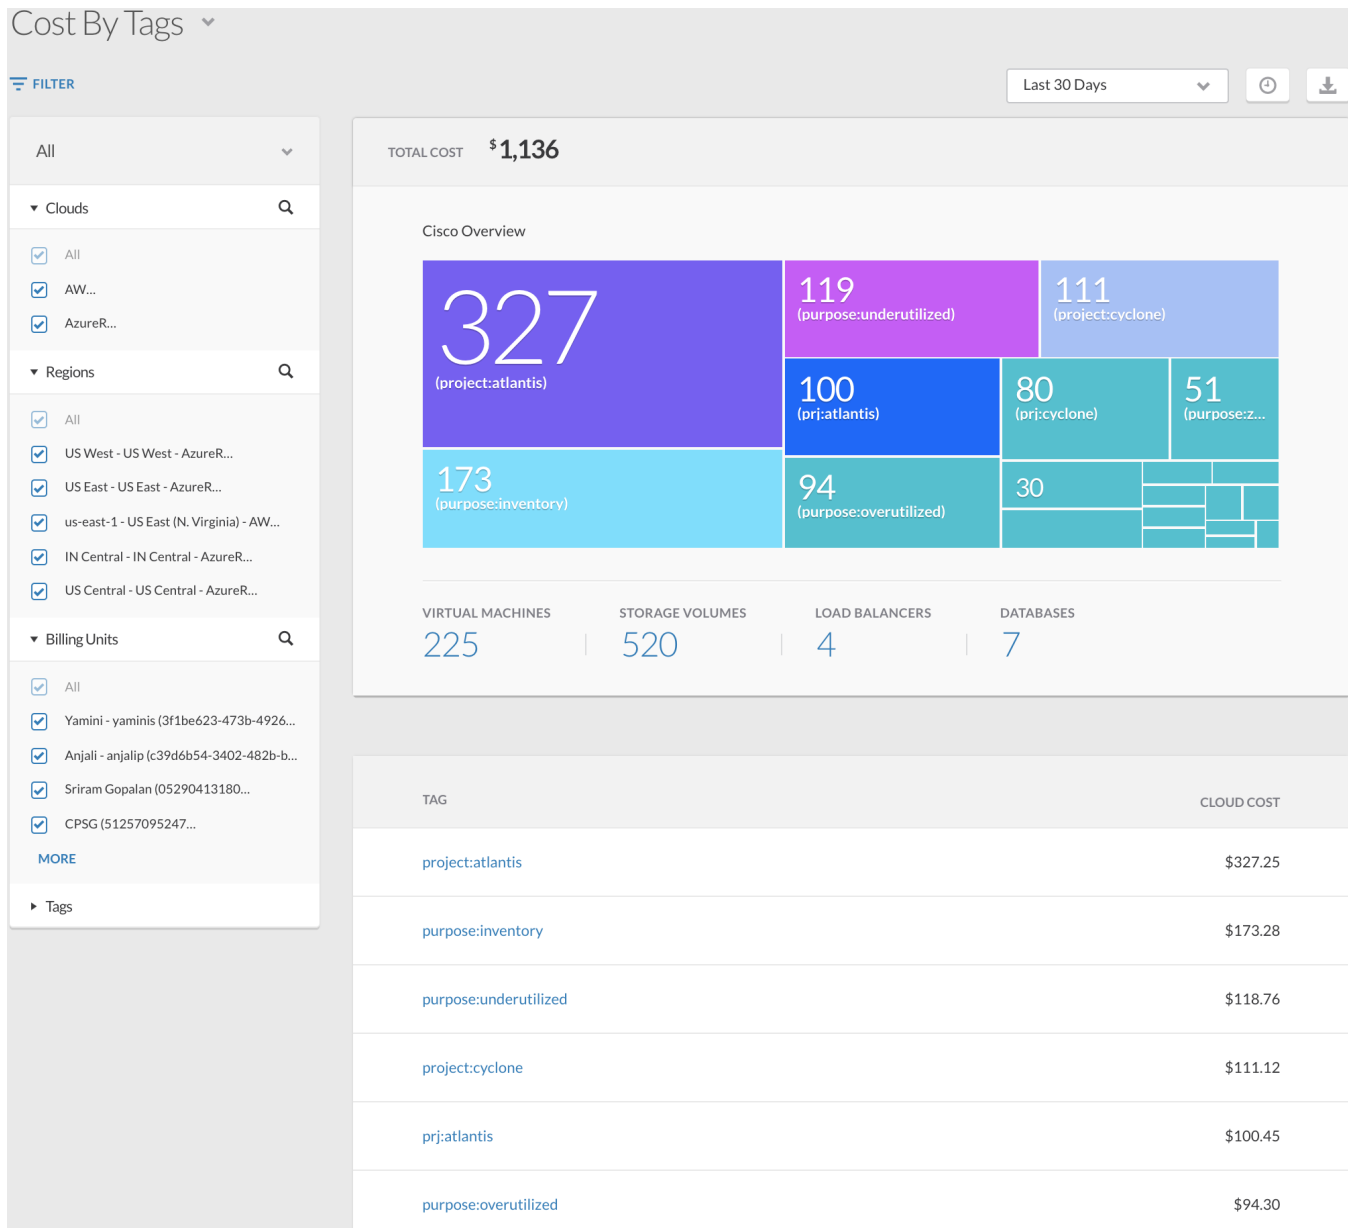 Cost By Tags
FILTER
Last 30 Days
All
Clouds
All
AW...
AzureR...
Regions
All
US West - US West - AzureR...
US East - US East - AzureR...
us-east-1 - US East (N. Virginia) - AW...
IN Central - IN Central - AzureR...
US Central - US Central - AzureR...
Billing Units
All
Yamini - yaminis (3f1be623-473b-4926...
Anjali - anjalip (c39d6b54-3402-482b-b...
Sriram Gopalan (05290413180...
CPSG (51257095247...
MORE
Tags
TOTAL COST $1,136
Cisco Overview
327
(project:atlantis)
173
(purpose:inventory)
119
(purpose:underutilized)
111
(project:cyclone)
100
(prj:atlantis)
80
(prj:cyclone)
51
(purpose:z...
94
(purpose:overutilized)
30
VIRTUAL MACHINES
225
STORAGE VOLUMES
520
LOAD BALANCERS
4
DATABASES
7
TAG CLOUD COST
project:atlantis $327.25
purpose:inventory $173.28
purpose:underutilized $118.76
project:cyclone $111.12
prj:atlantis $100.45
purpose:overutilized $94.30